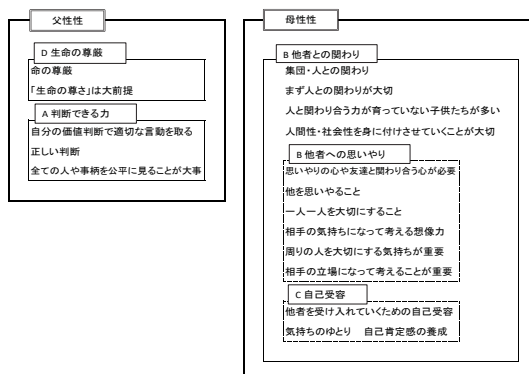 父性性
D 生命の尊厳
命の尊厳
「生命の尊さ」は大前提
A 判断できる力
自分の価値判断で適切な言動を取る
正しい判断
全ての人や事柄を公平に見ることが大事
母性性
B 他者との関わり
集団・人との関わり
まず人との関わりが大切
人と関わり合う力が育っていない子供たちが多い
人間性・社会性を身に付けさせていくことが大切
B 他者への思いやり
思いやりの心や友達と関わり合う心が必要
他を思いやること
一人一人を大切にすること
相手の気持ちになって考える想像力
周りの人を大切にする気持ちが重要
相手の立場になって考えることが重要
C 自己受容
他者を受け入れていくための自己受容
気持ちのゆとり　自己肯定感の養成